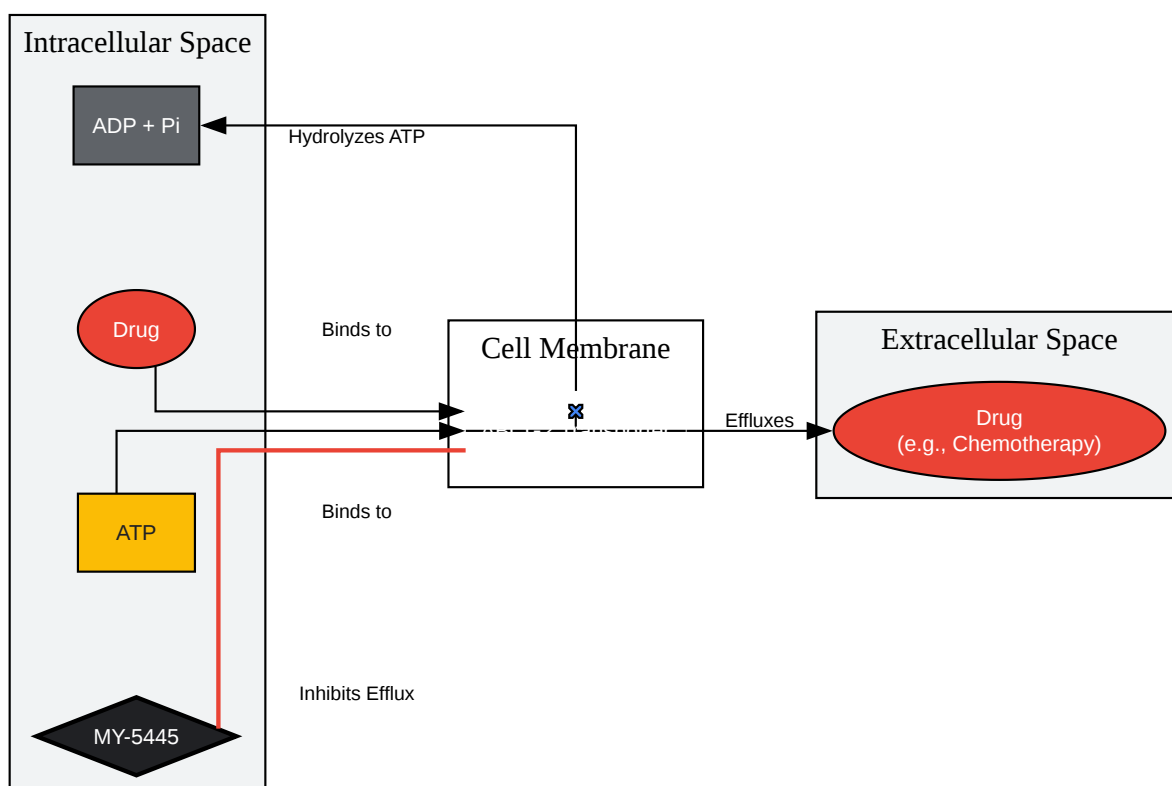 Intracellular Space
ADP + Pi
Hydrolyzes ATP
Drug
Binds to
Cell Membrane
Extracellular Space
Effluxes
Drug
(e.g., Chemotherapy)
ATP
Binds to
Inhibits Efflux
MY-5445